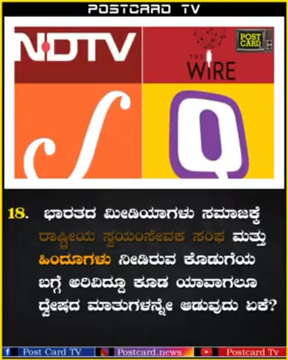 POSTCARD TV
NDTV
THE WIRE
POST CARD
Q
18. ಭಾರತದ ಮೀಡಿಯಾಗಳು ಸಮಾಜಕ್ಕೆ
ರಾಷ್ಟ್ರೀಯ ಸ್ವಯಂಸೇವಕ ಸಂಘ ಮತ್ತು
ಹಿಂದೂಗಳು ನೀಡಿರುವ ಕೊಡುಗೆಯ
ಬಗ್ಗೆ ಅರಿವಿದ್ದೂ ಕೂಡ ಯಾವಾಗಲೂ
ದ್ವೇಷದ ಮಾತುಗಳನ್ನೇ ಆಡುವುದು ಏಕೆ?
f Post Card TV Postcard.news Postcard Tv